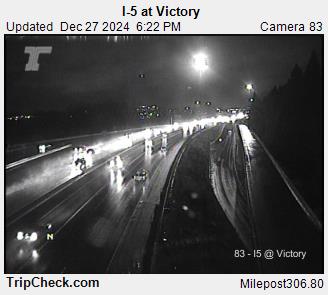 I-5 at Victory
Updated Dec 27 2024 6:22 PM Camera 83
T
N
83 - I5 @ Victory
TripCheck.com Milepost306.80